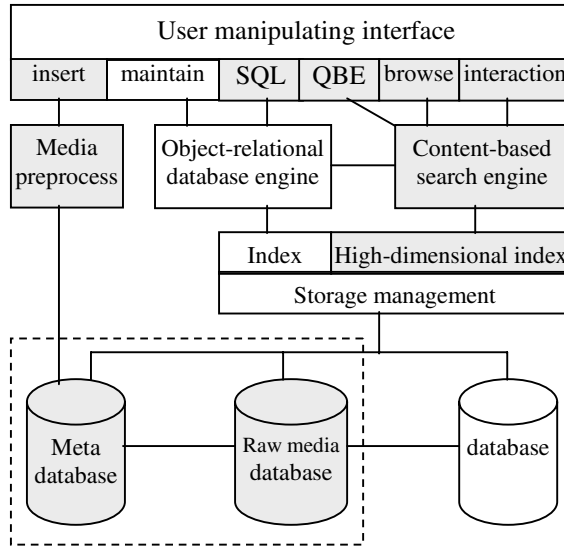 User manipulating interface
insert maintain SQL QBE browse interaction
Media
preprocess
Object-relational
database engine
Content-based
search engine
Index High-dimensional index
Storage management
Meta
database
Raw media
database
database